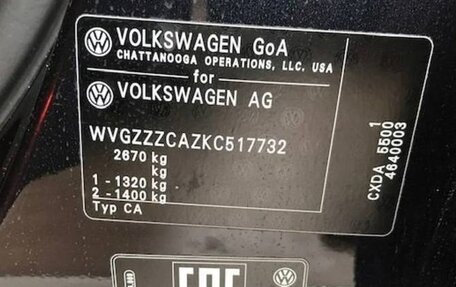 VOLKSWAGEN GoA
CHATTANOOGA OPERATIONS, LLC. USA
for
VOLKSWAGEN AG
WVGZZZCAZKC517732
2670 kg
kg
1 - 1320 kg
2 - 1400 kg
Typ CA
CXDA 5500 1
4640003